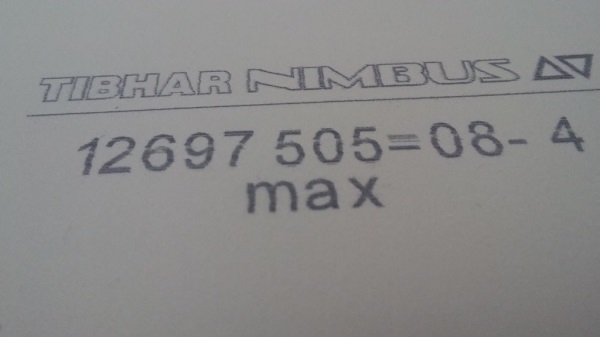 TIBHAR NIMBUS
12697 505=08- 4
max